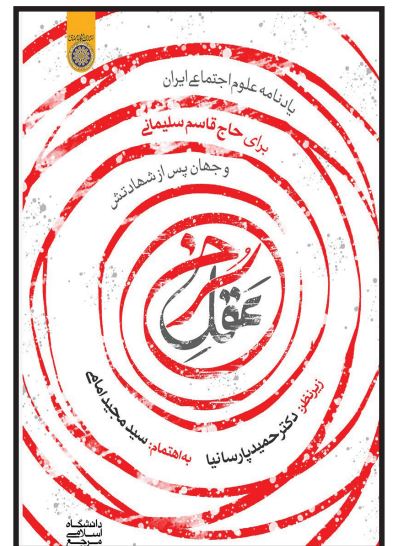 یادنامه علوم اجتماعی ایران
برای حاج قاسم سلیمانی
و جهان پس از شهادتش
عقل سرخ
زیرنظر: دکتر حمید پارسانیا
به اهتمام: سید مجید امامی
دانشگاه
اسلامی
مرجع